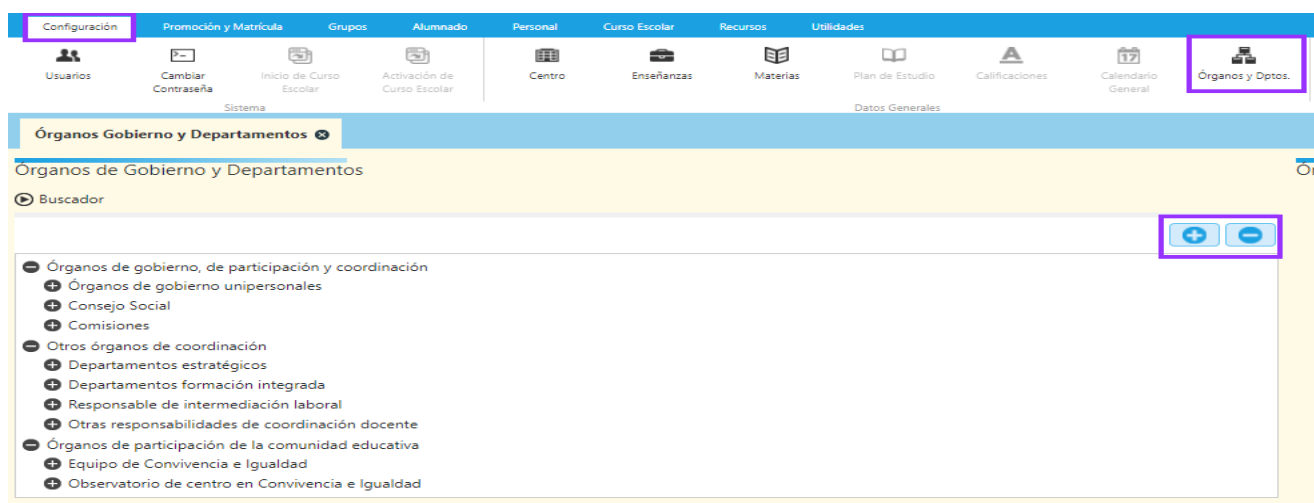 Configuración Promoción y Matrícula Grupos Alumnado Personal Curso Escolar Recursos Utilidades
Usuarios Cambiar Contraseña Inicio de Curso Escolar Activación de Curso Escolar Centro Enseñanzas Materias Plan de Estudio Calificaciones Calendario General Órganos y Dptos.
Sistema Datos Generales
Órganos Gobierno y Departamentos
Órganos de Gobierno y Departamentos
Buscador
Órganos de gobierno, de participación y coordinación
Órganos de gobierno unipersonales
Consejo Social
Comisiones
Otros órganos de coordinación
Departamentos estratégicos
Departamentos formación integrada
Responsable de intermediación laboral
Otras responsabilidades de coordinación docente
Órganos de participación de la comunidad educativa
Equipo de Convivencia e Igualdad
Observatorio de centro en Convivencia e Igualdad